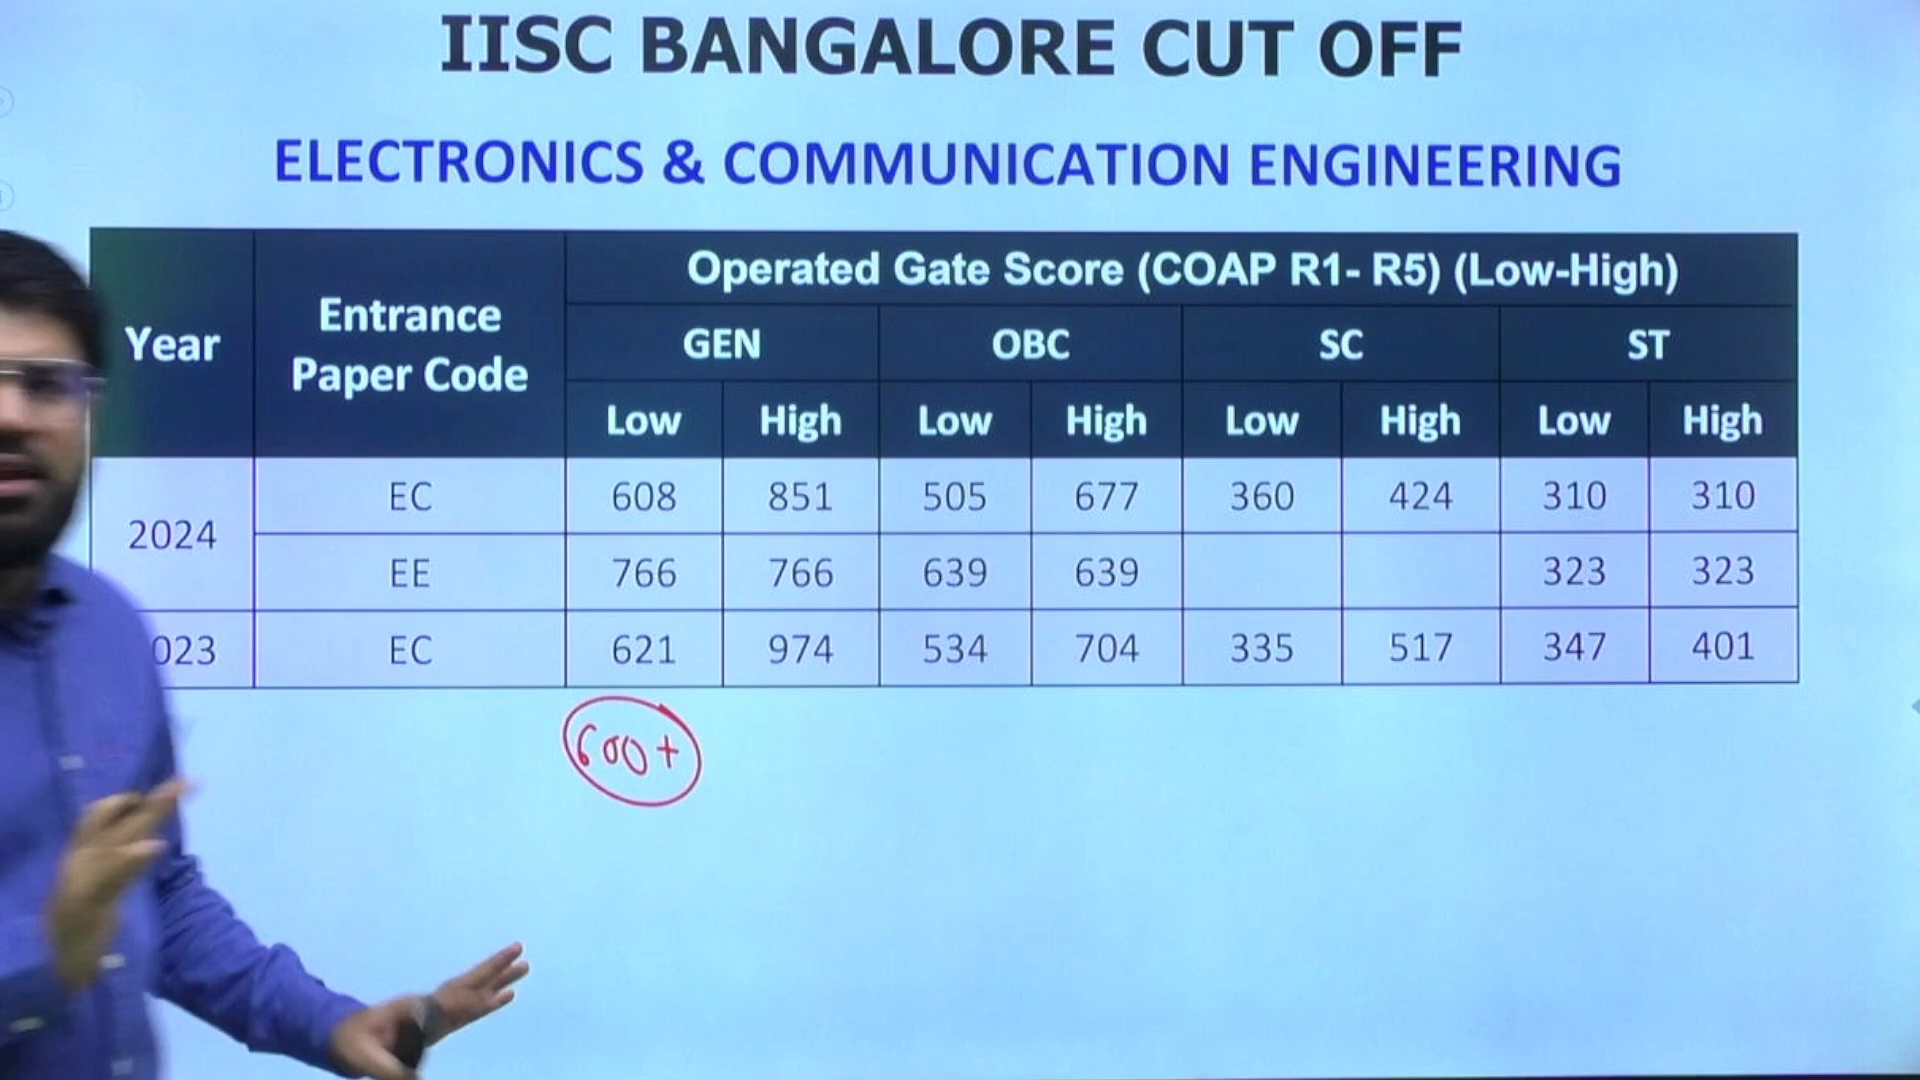 IISC BANGALORE CUT OFF
ELECTRONICS & COMMUNICATION ENGINEERING
Year Entrance Paper Code Operated Gate Score (COAP R1- R5) (Low-High)
GEN OBC SC ST
Low High Low High Low High Low High
2024 EC 608 851 505 677 360 424 310 310
EE 766 766 639 639 323 323
023 EC 621 974 534 704 335 517 347 401
600+